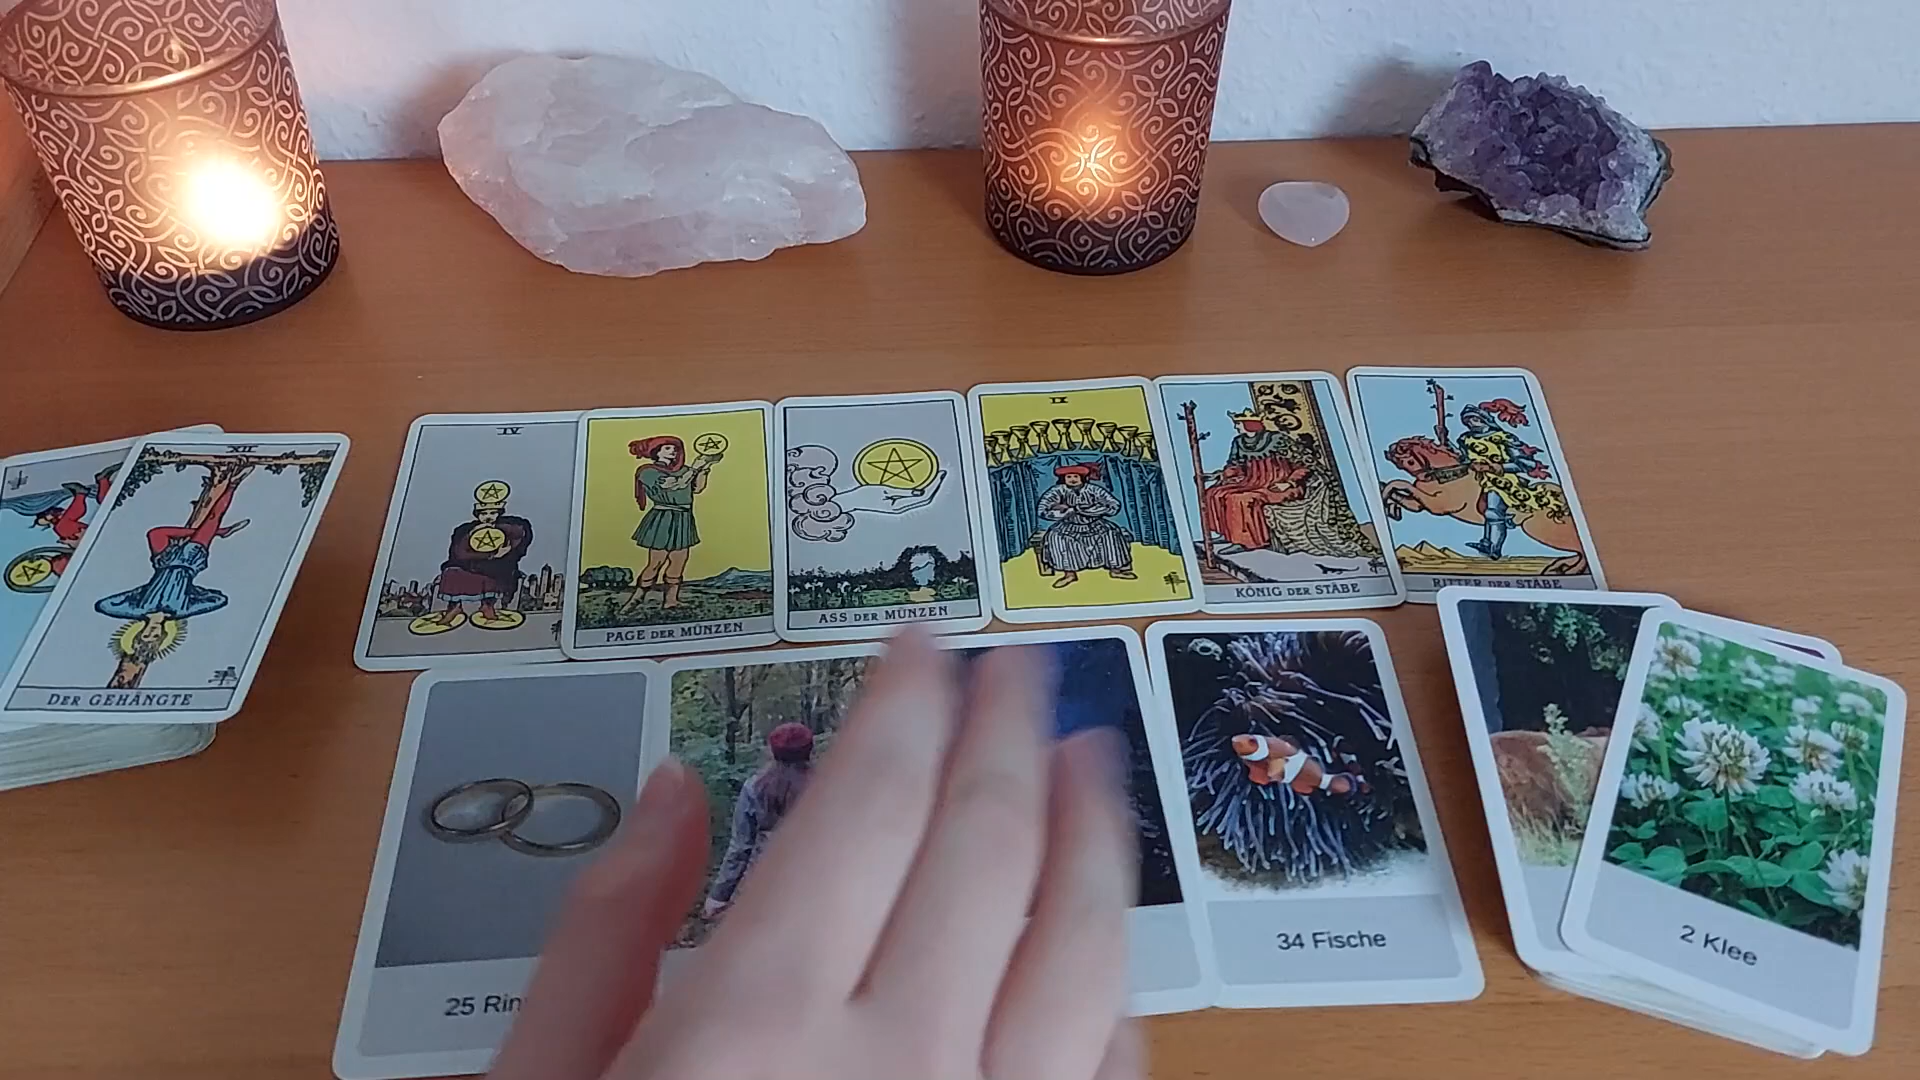 XII
DER GEHÄNGTE
IV
PAGE DER MÜNZEN
ASS DER MÜNZEN
IX
KÖNIG DER STÄBE
RITTER DER STÄBE
25
34 Fische
2 Klee